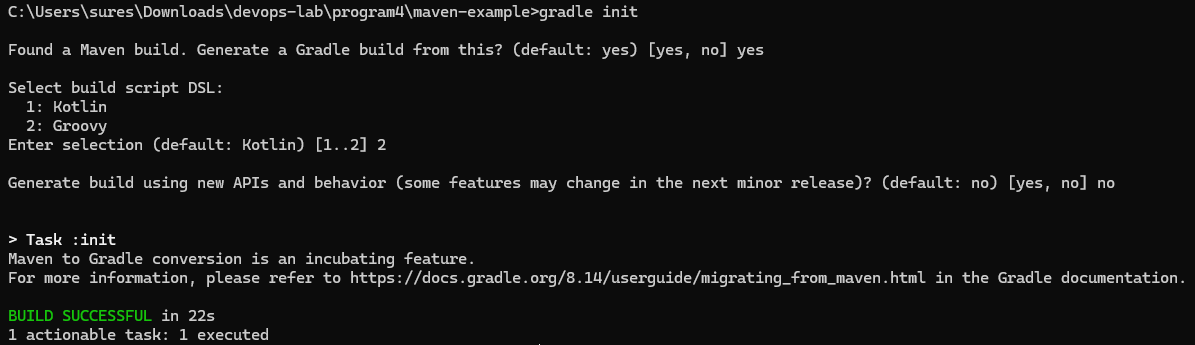 C:\Users\sures\Downloads\devops-lab\program4\maven-example>gradle init
Found a Maven build. Generate a Gradle build from this? (default: yes) [yes, no] yes
Select build script DSL:
1: Kotlin
2: Groovy
Enter selection (default: Kotlin) [1..2] 2
Generate build using new APIs and behavior (some features may change in the next minor release)? (default: no) [yes, no] no
> Task :init
Maven to Gradle conversion is an incubating feature.
For more information, please refer to https://docs.gradle.org/8.14/userguide/migrating_from_maven.html in the Gradle documentation.
BUILD SUCCESSFUL in 22s
1 actionable task: 1 executed